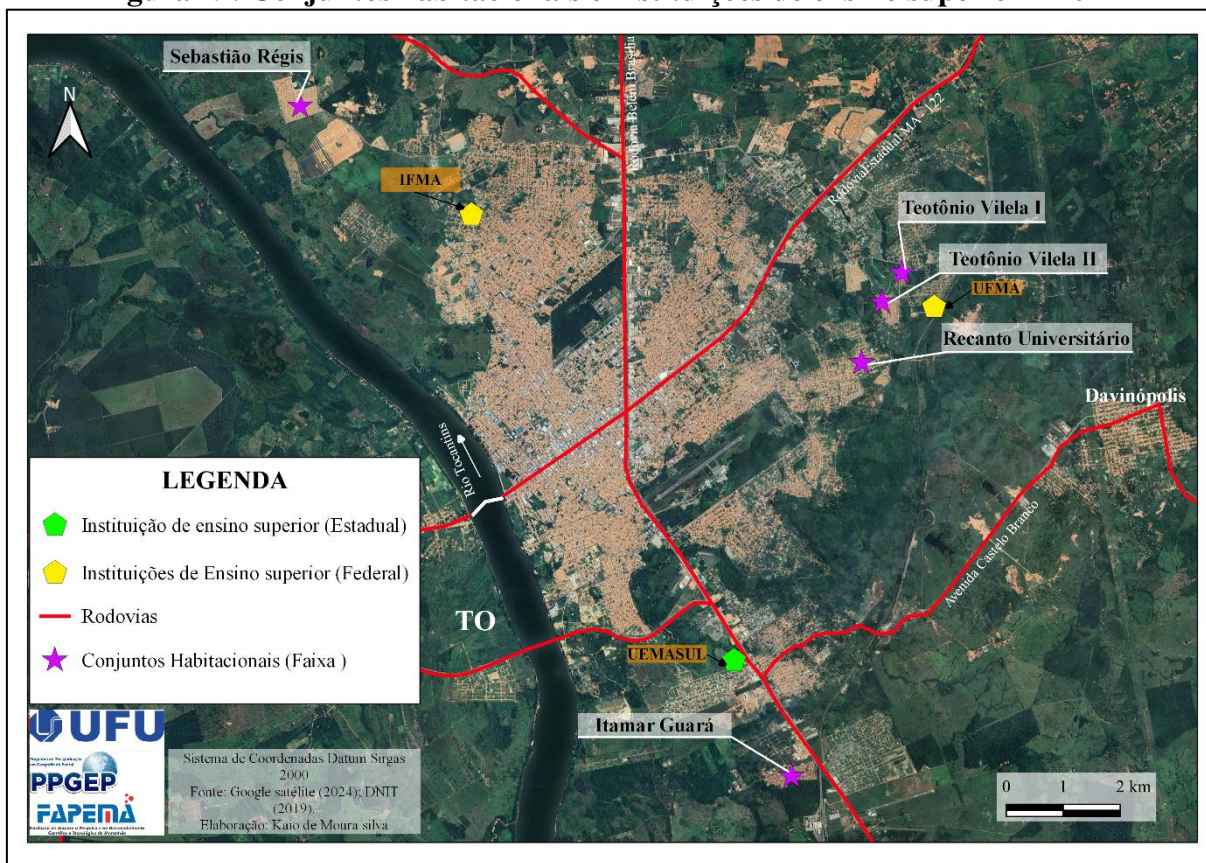 Sebastião Régis
N
IFMA
Rodovia Belém Brasília
Rodovia Estadual MA - 122
Teotônio Vilela I
Teotônio Vilela II
UFMA
Recanto Universitário
Davinópolis
Rio Tocantins
LEGENDA
Instituição de ensino superior (Estadual)
Instituições de Ensino superior (Federal)
Rodovias
Conjuntos Habitacionais (Faixa )
TO
Avenida Castelo Branco
UEMASUL
Itamar Guará
UFU
PPGEP
FAPEMA
Sistema de Coordenadas Datum Sirgas
2000
Fonte: Google satélite (2024); DNIT
(2019).
Elaboração: Kaio de Moura silva
0 1 2 km